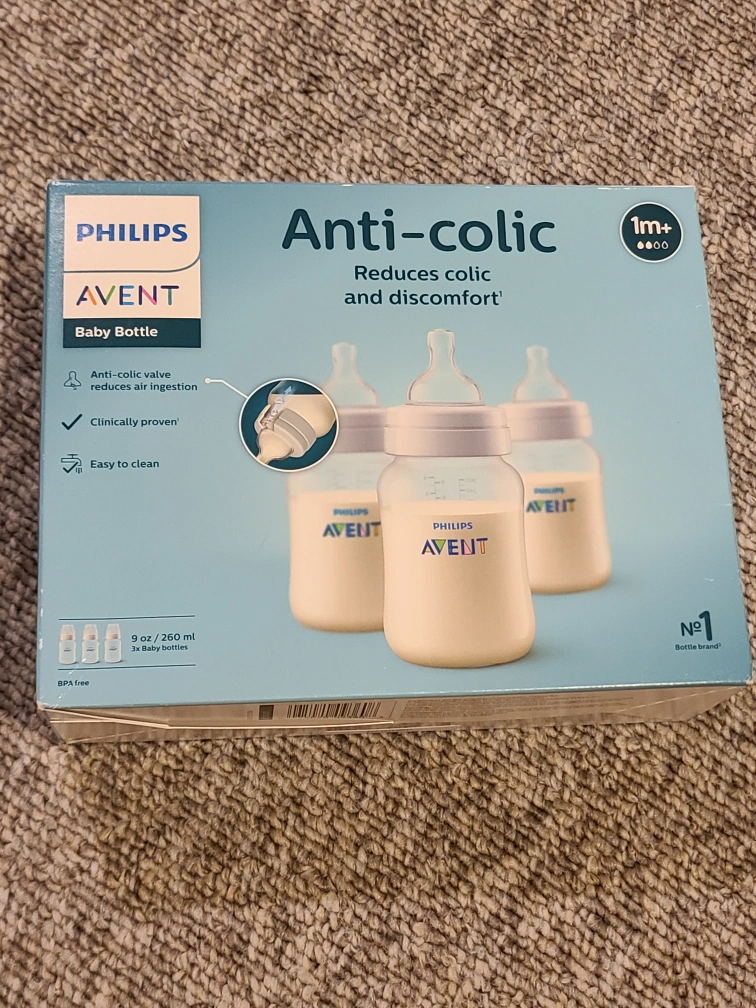 PHILIPS
AVENT
Baby Bottle
Anti-colic
Reduces colic
and discomfort¹
1m+
Anti-colic valve
reduces air ingestion
Clinically proven¹
Easy to clean
PHILIPS
AVENT
PHILIPS
AVENT
PHILIPS
AVENT
9 oz / 260 ml
3x Baby bottles
BPA free
Nº1
Bottle brand²